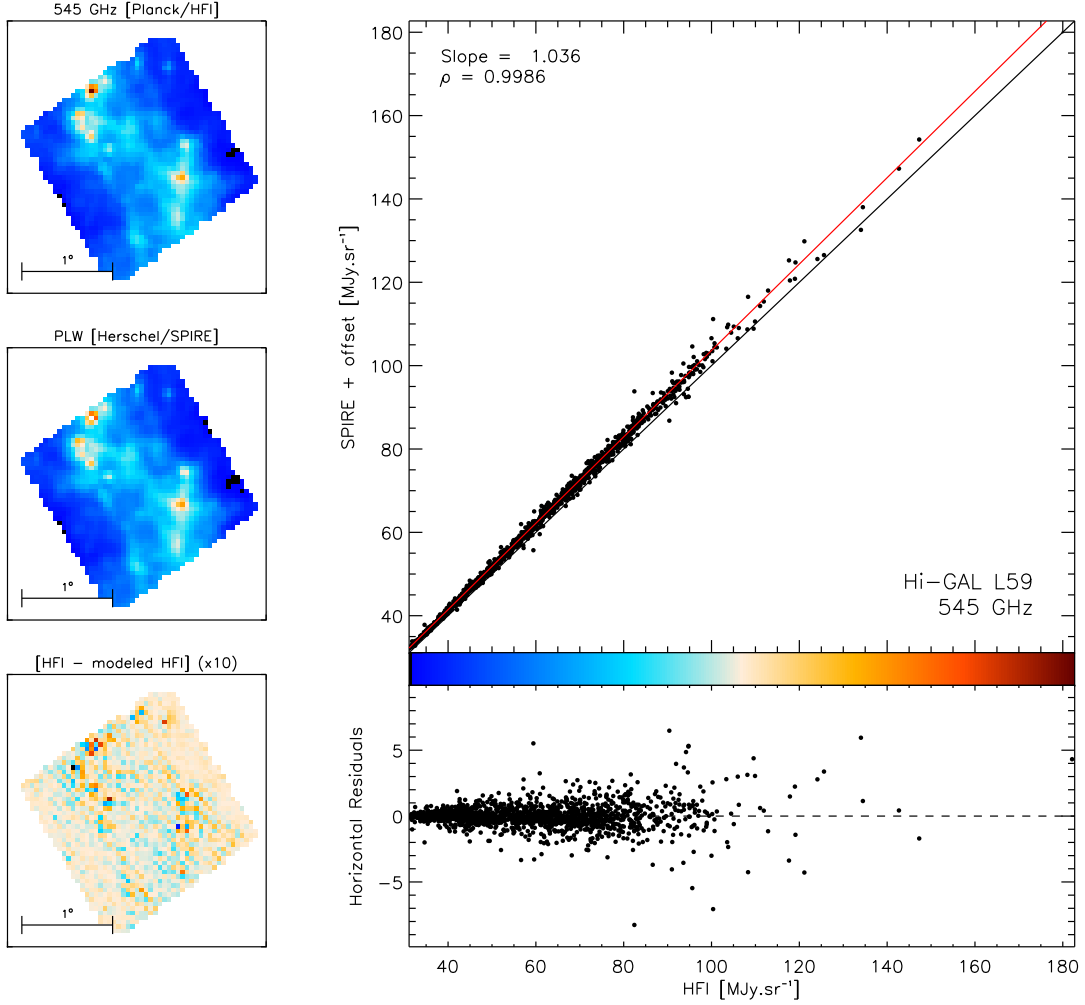 545 GHz [Planck/HFI]
1°
PLW [Herschel/SPIRE]
1°
[HFI − modeled HFI] (x10)
1°
Slope = 1.036
ρ = 0.9986
180
160
140
120
100
80
60
40
SPIRE + offset [MJy.sr⁻¹]
Hi−GAL L59
545 GHz
5
0
−5
Horizontal Residuals
40 60 80 100 120 140 160 180
HFI [MJy.sr⁻¹]